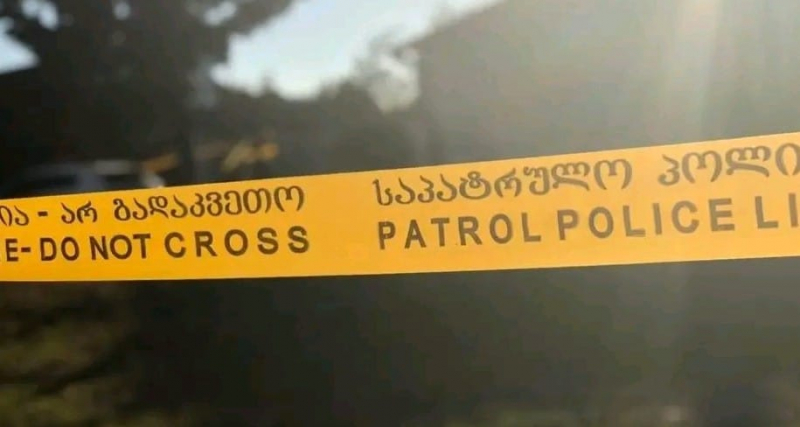 ია - არ გადაკვეთო საპატრულო პოლი
E- DO NOT CROSS PATROL POLICE LI